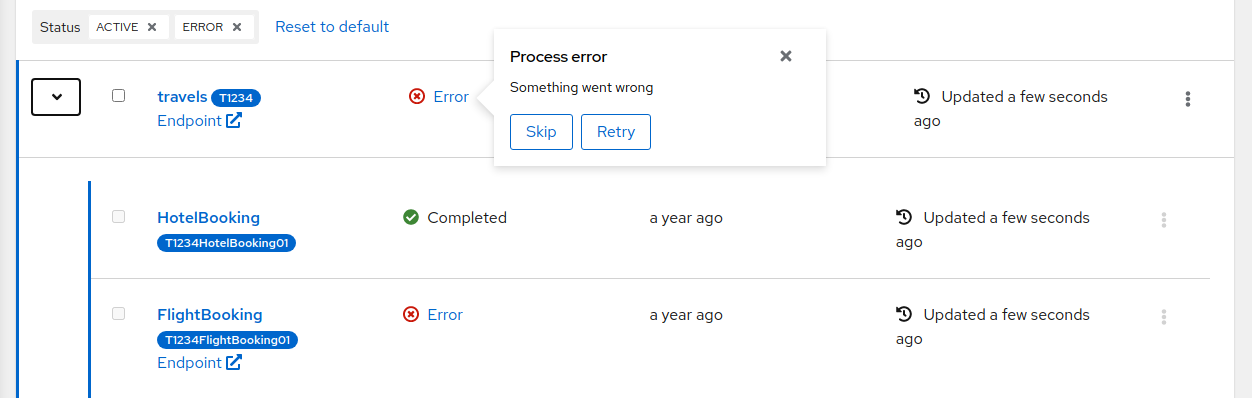 Status ACTIVE ERROR Reset to default
Process error
Something went wrong
Skip Retry
travels T1234 Error Updated a few seconds
ago
Endpoint
HotelBooking Completed a year ago Updated a few seconds
ago
T1234HotelBooking01
FlightBooking Error a year ago Updated a few seconds
ago
T1234FlightBooking01
Endpoint